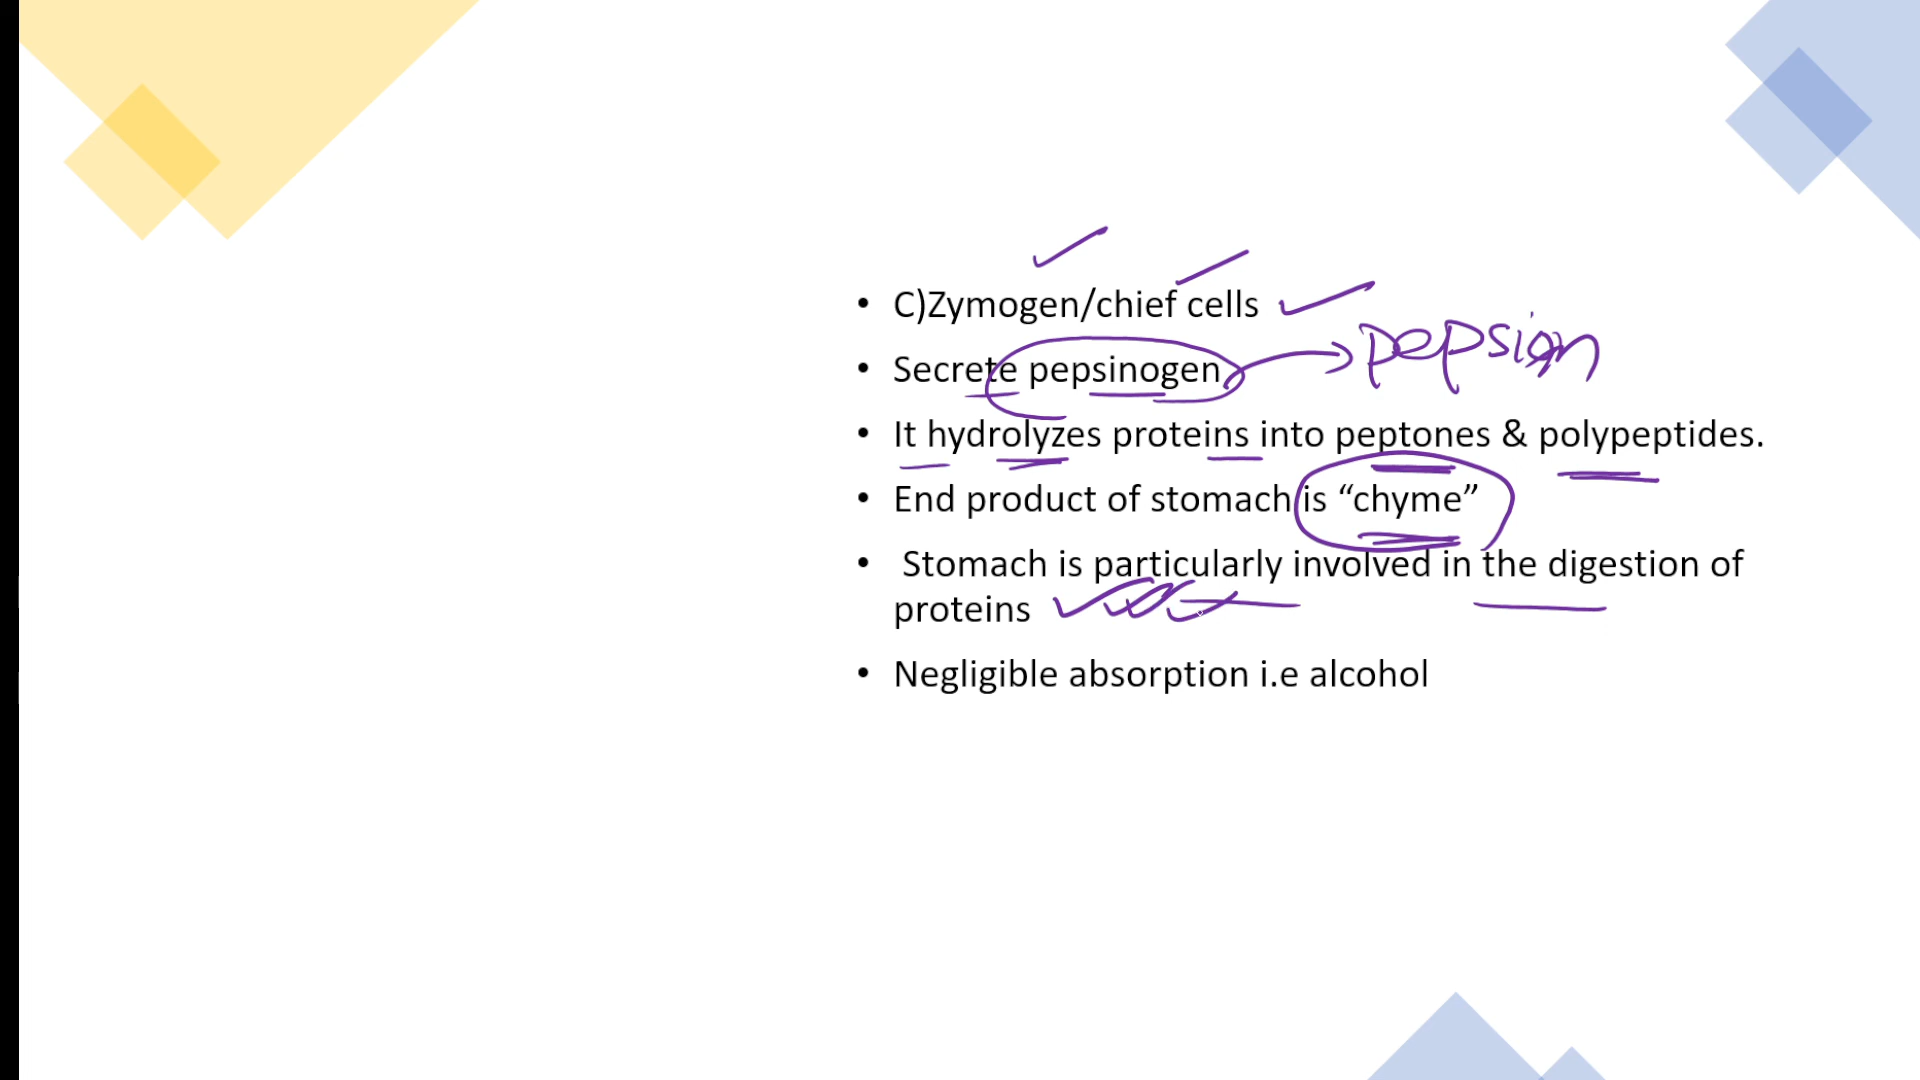 • C)Zymogen/chief cells
• Secrete pepsinogen
pepsin
• It hydrolyzes proteins into peptones & polypeptides.
• End product of stomach is “chyme”
• Stomach is particularly involved in the digestion of
proteins
• Negligible absorption i.e alcohol